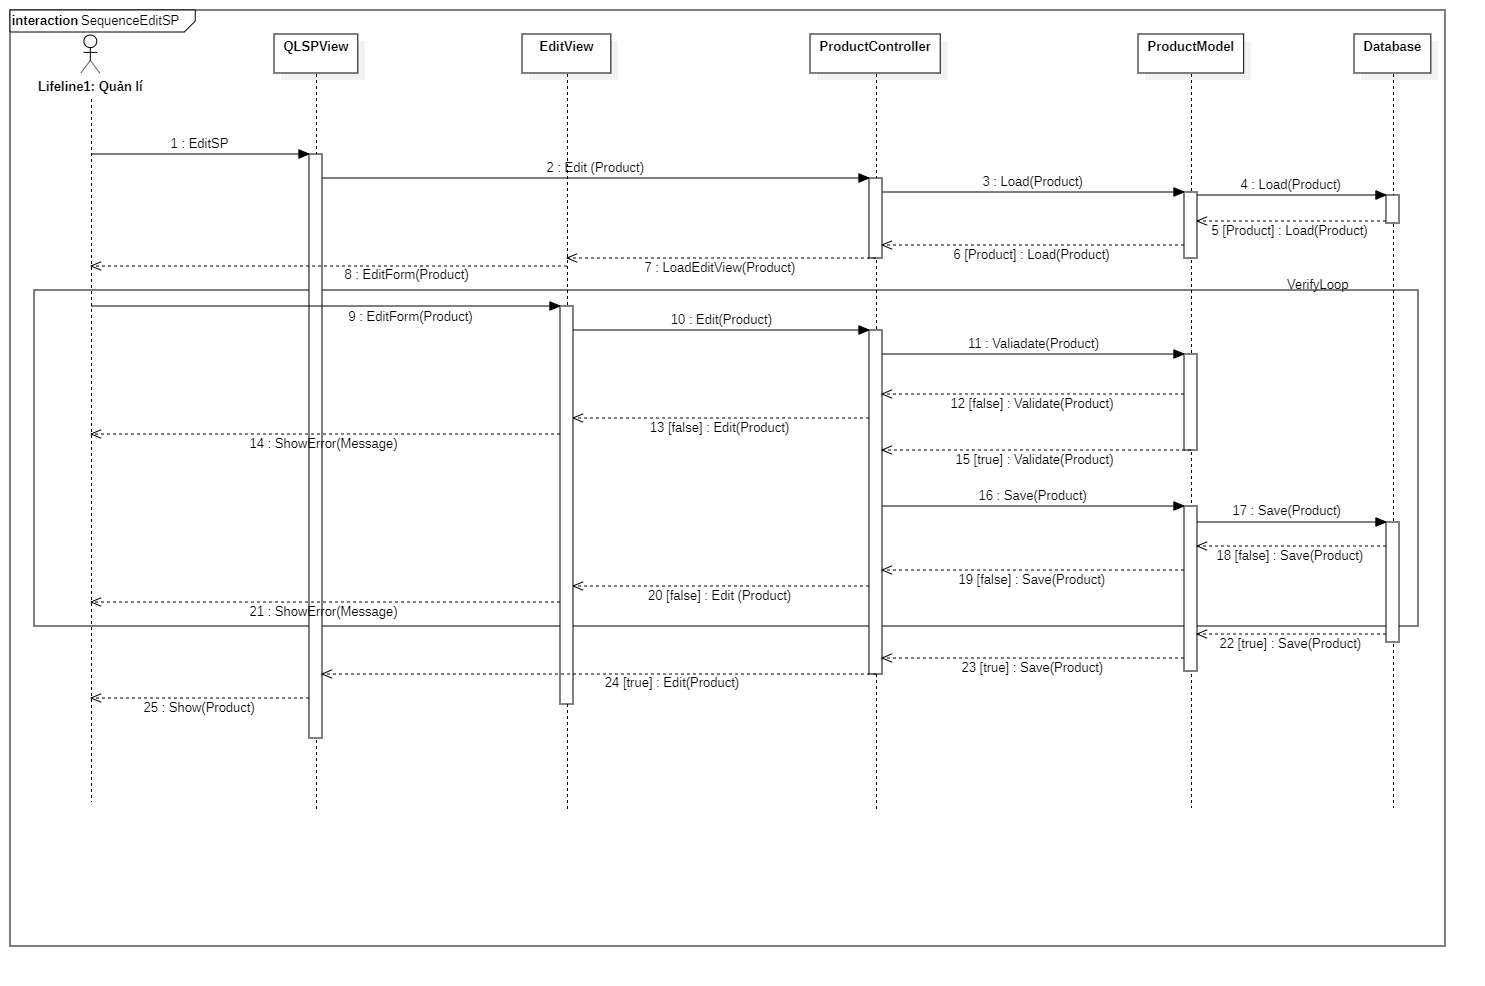 interaction SequenceEditSP
QLSPView
EditView
ProductController
ProductModel
Database
Lifeline1: Quản lí
1 : EditSP
2 : Edit (Product)
3 : Load(Product)
4 : Load(Product)
5 [Product] : Load(Product)
6 [Product] : Load(Product)
7 : LoadEditView(Product)
8 : EditForm(Product)
VerifyLoop
9 : EditForm(Product)
10 : Edit(Product)
11 : Valiadate(Product)
12 [false] : Validate(Product)
13 [false] : Edit(Product)
14 : ShowError(Message)
15 [true] : Validate(Product)
16 : Save(Product)
17 : Save(Product)
18 [false] : Save(Product)
19 [false] : Save(Product)
20 [false] : Edit (Product)
21 : ShowError(Message)
22 [true] : Save(Product)
23 [true] : Save(Product)
24 [true] : Edit(Product)
25 : Show(Product)